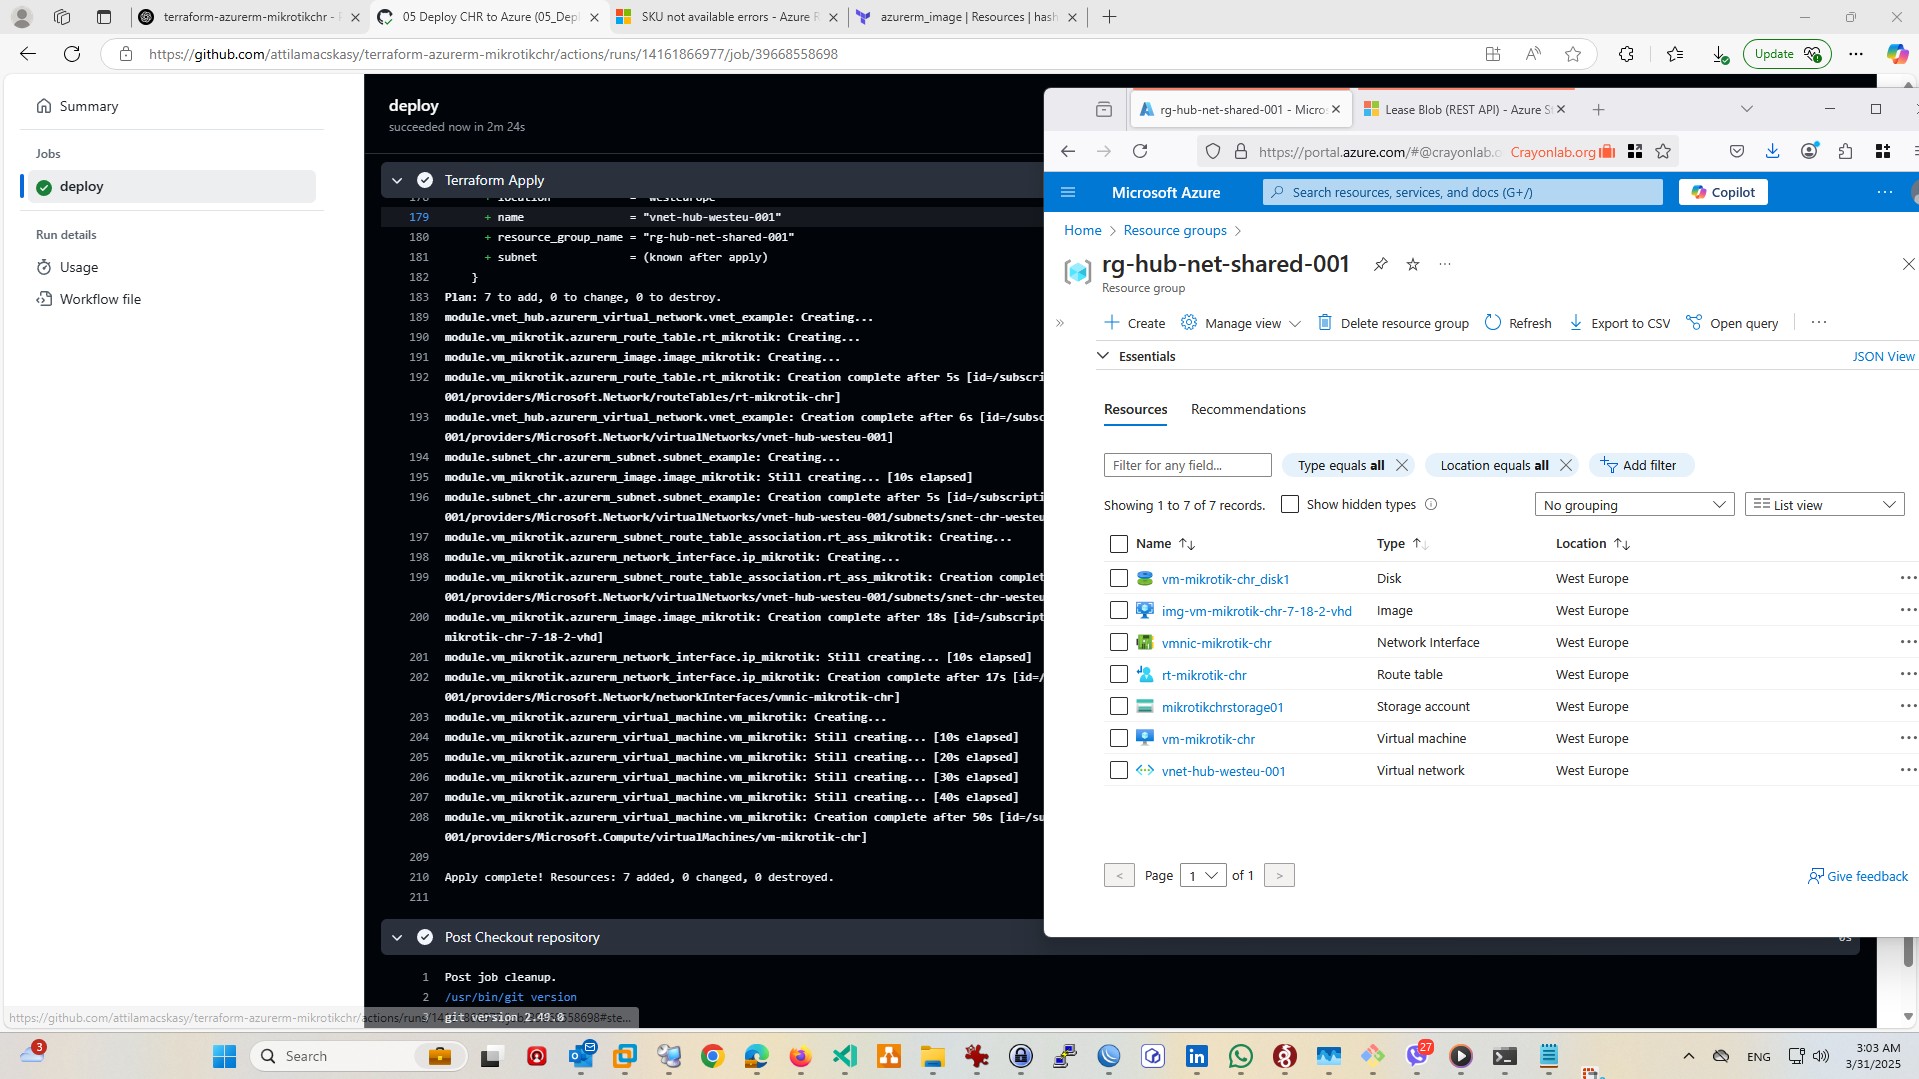 terraform-azurerm-mikrotikchr -
05 Deploy CHR to Azure (05_Dep
SKU not available errors - Azure R
azurerm_image | Resources | hash
https://github.com/attilamacskasy/terraform-azurerm-mikrotikchr/actions/runs/14161866977/job/39668558698
Update
Summary
Jobs
deploy
Run details
Usage
Workflow file
deploy
succeeded now in 2m 24s
Terraform Apply
178 + location = "westeurope"
179 + name = "vnet-hub-westeu-001"
180 + resource_group_name = "rg-hub-net-shared-001"
181 + subnet = (known after apply)
182 }
183 Plan: 7 to add, 0 to change, 0 to destroy.
189 module.vnet_hub.azurerm_virtual_network.vnet_example: Creating...
190 module.vm_mikrotik.azurerm_route_table.rt_mikrotik: Creating...
191 module.vm_mikrotik.azurerm_image.image_mikrotik: Creating...
192 module.vm_mikrotik.azurerm_route_table.rt_mikrotik: Creation complete after 5s [id=/subscri
001/providers/Microsoft.Network/routeTables/rt-mikrotik-chr]
193 module.vnet_hub.azurerm_virtual_network.vnet_example: Creation complete after 6s [id=/subsc
001/providers/Microsoft.Network/virtualNetworks/vnet-hub-westeu-001]
194 module.subnet_chr.azurerm_subnet.subnet_example: Creating...
195 module.vm_mikrotik.azurerm_image.image_mikrotik: Still creating... [10s elapsed]
196 module.subnet_chr.azurerm_subnet.subnet_example: Creation complete after 5s [id=/subscripti
001/providers/Microsoft.Network/virtualNetworks/vnet-hub-westeu-001/subnets/snet-chr-westeu
197 module.vm_mikrotik.azurerm_subnet_route_table_association.rt_ass_mikrotik: Creating...
198 module.vm_mikrotik.azurerm_network_interface.ip_mikrotik: Creating...
199 module.vm_mikrotik.azurerm_subnet_route_table_association.rt_ass_mikrotik: Creation complet
001/providers/Microsoft.Network/virtualNetworks/vnet-hub-westeu-001/subnets/snet-chr-westeu
200 module.vm_mikrotik.azurerm_image.image_mikrotik: Creation complete after 18s [id=/subscript
mikrotik-chr-7-18-2-vhd]
201 module.vm_mikrotik.azurerm_network_interface.ip_mikrotik: Still creating... [10s elapsed]
202 module.vm_mikrotik.azurerm_network_interface.ip_mikrotik: Creation complete after 17s [id=/
001/providers/Microsoft.Network/networkInterfaces/vmnic-mikrotik-chr]
203 module.vm_mikrotik.azurerm_virtual_machine.vm_mikrotik: Creating...
204 module.vm_mikrotik.azurerm_virtual_machine.vm_mikrotik: Still creating... [10s elapsed]
205 module.vm_mikrotik.azurerm_virtual_machine.vm_mikrotik: Still creating... [20s elapsed]
206 module.vm_mikrotik.azurerm_virtual_machine.vm_mikrotik: Still creating... [30s elapsed]
207 module.vm_mikrotik.azurerm_virtual_machine.vm_mikrotik: Still creating... [40s elapsed]
208 module.vm_mikrotik.azurerm_virtual_machine.vm_mikrotik: Creation complete after 50s [id=/su
001/providers/Microsoft.Compute/virtualMachines/vm-mikrotik-chr]
209
210 Apply complete! Resources: 7 added, 0 changed, 0 destroyed.
211
Post Checkout repository
0s
1 Post job cleanup.
2 /usr/bin/git version
git version 2.49.0
https://github.com/attilamacskasy/terraform-azurerm-mikrotikchr/actions/run
rg-hub-net-shared-001 - Micro
Lease Blob (REST API) - Azure S
https://portal.azure.com/#@crayonlab.o
Crayonlab.org
Microsoft Azure
Search resources, services, and docs (G+/)
Copilot
Home > Resource groups >
rg-hub-net-shared-001
Resource group
Create
Manage view
Delete resource group
Refresh
Export to CSV
Open query
Essentials
JSON View
Resources
Recommendations
Filter for any field...
Type equals all
Location equals all
Add filter
Showing 1 to 7 of 7 records.
Show hidden types
No grouping
List view
Name Type Location
vm-mikrotik-chr_disk1 Disk West Europe
img-vm-mikrotik-chr-7-18-2-vhd Image West Europe
vmnic-mikrotik-chr Network Interface West Europe
rt-mikrotik-chr Route table West Europe
mikrotikchrstorage01 Storage account West Europe
vm-mikrotik-chr Virtual machine West Europe
vnet-hub-westeu-001 Virtual network West Europe
< Page 1 of 1 >
Give feedback
3
Search
27
ENG
3:03 AM
3/31/2025